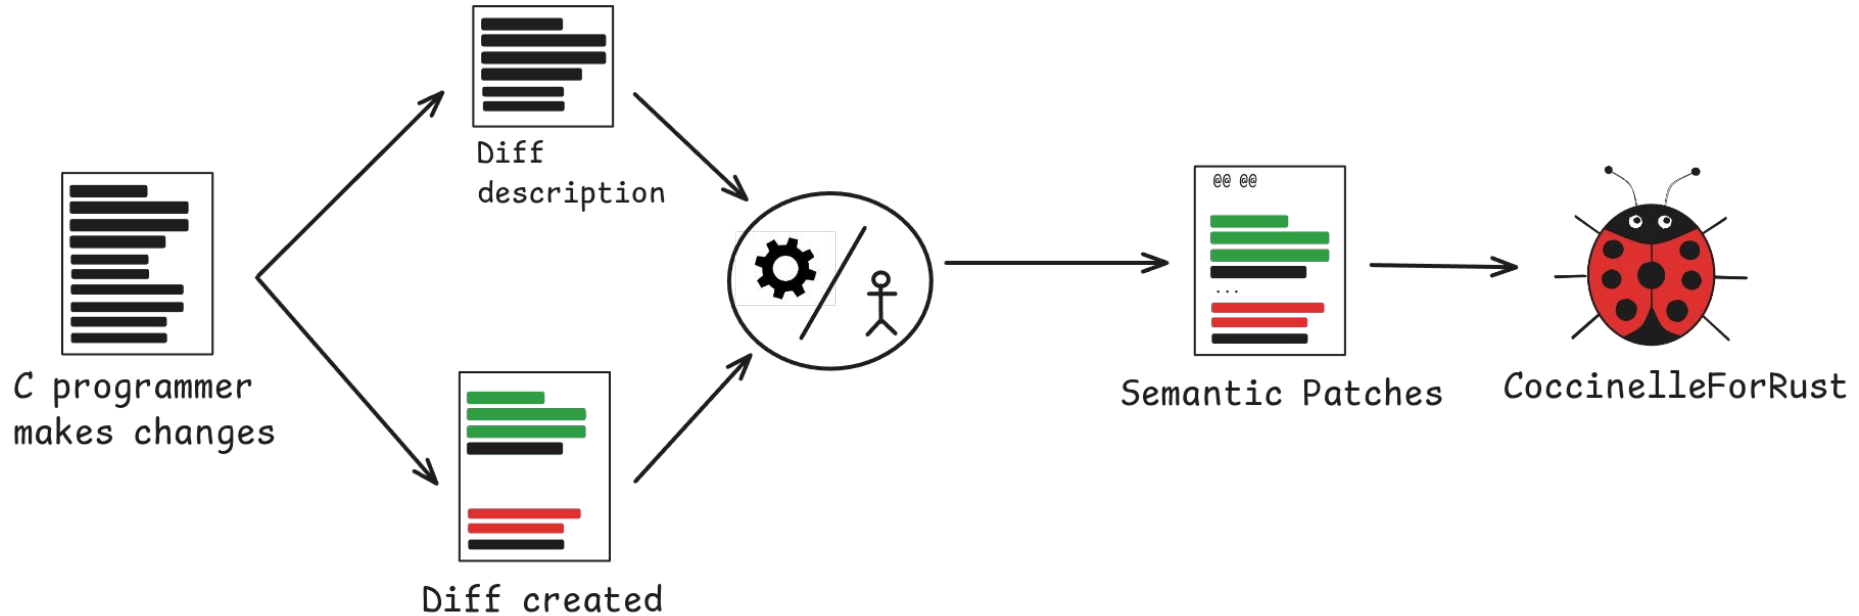 Diff
description
C programmer
makes changes
Diff created
@@ @@
...
Semantic Patches
CoccinelleForRust